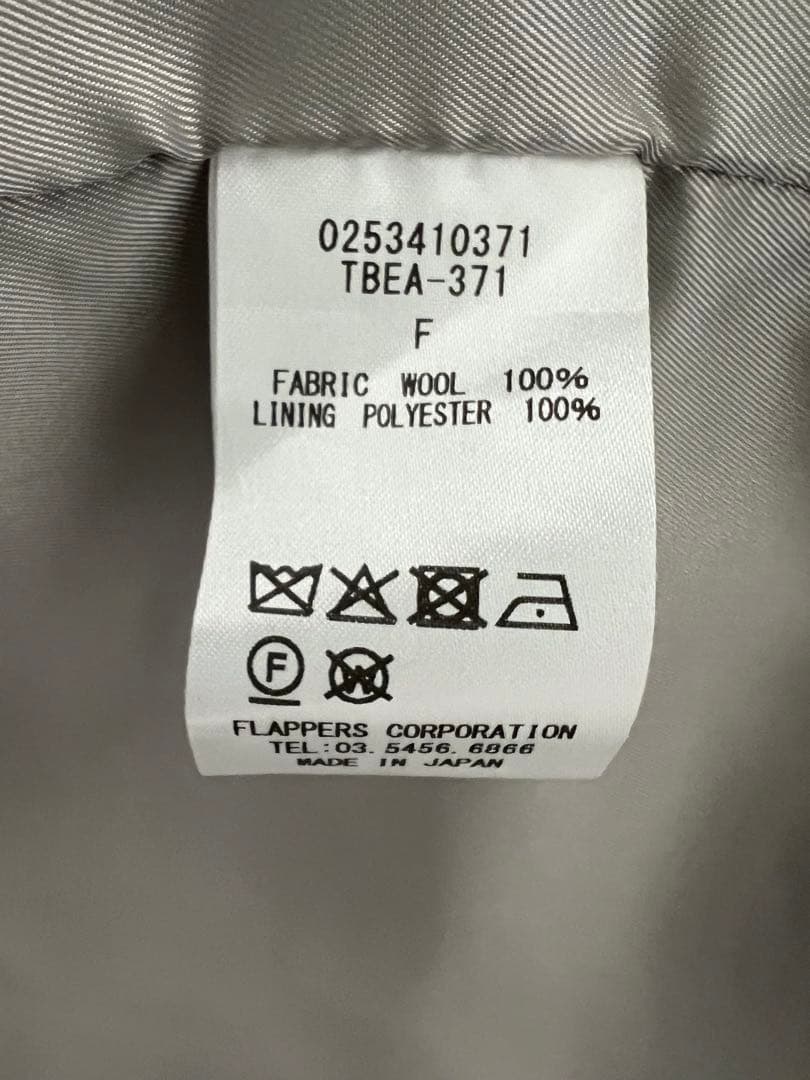 0253410371
TBEA-371
F
FABRIC WOOL 100%
LINING POLYESTER 100%
F
W
FLAPPERS CORPORATION
TEL:03. 5456. 6866
MADE IN JAPAN